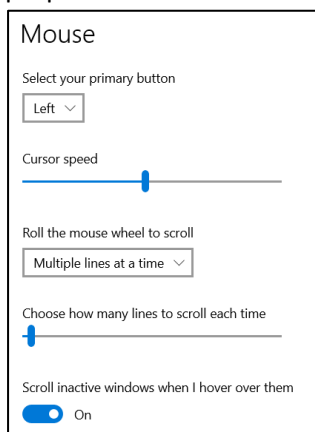 Mouse
Select your primary button
Left
Cursor speed
Roll the mouse wheel to scroll
Multiple lines at a time
Choose how many lines to scroll each time
Scroll inactive windows when I hover over them
On